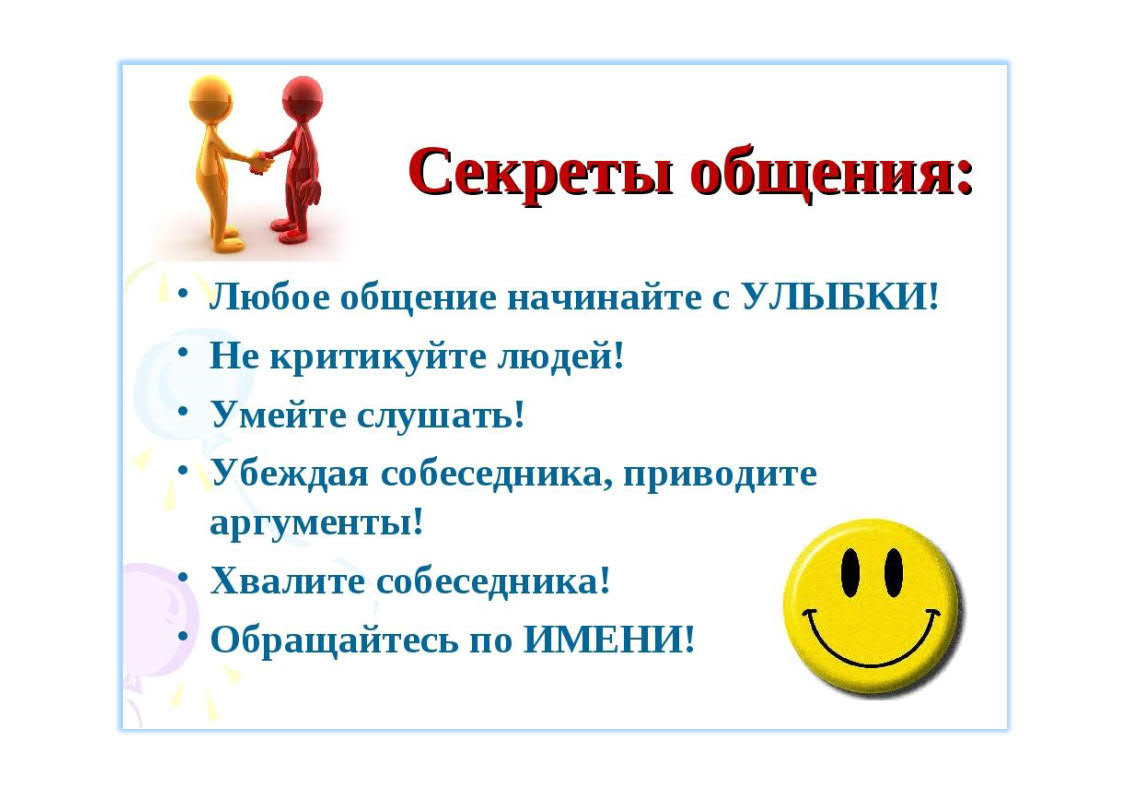 Секреты общения:
• Любое общение начинайте с УЛЫБКИ!
• Не критикуйте людей!
• Умейте слушать!
• Убеждая собеседника, приводите
аргументы!
• Хвалите собеседника!
• Обращайтесь по ИМЕНИ!